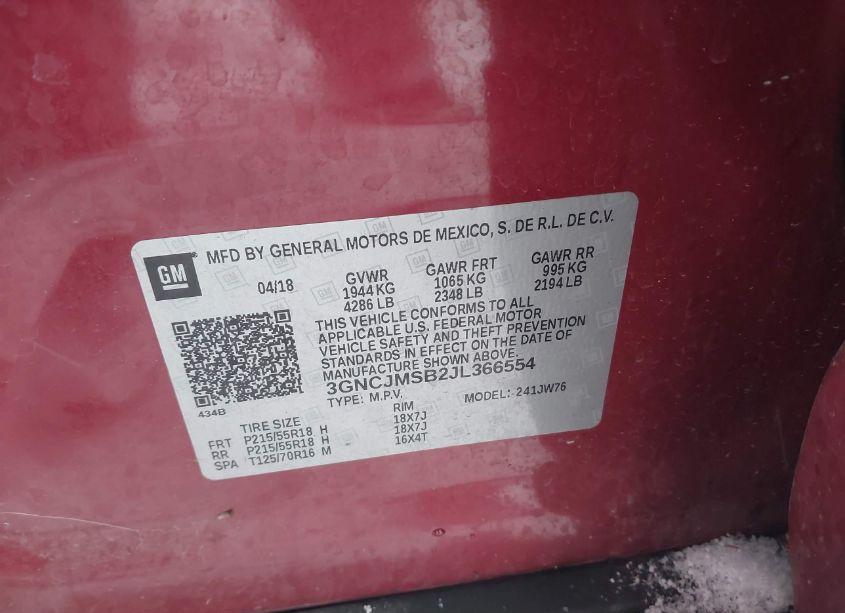 GM
MFD BY GENERAL MOTORS DE MEXICO, S. DE R.L. DE C.V.
04/18
GVWR
1944 KG
4286 LB
GAWR FRT
1065 KG
2348 LB
GAWR RR
995 KG
2194 LB
THIS VEHICLE CONFORMS TO ALL
APPLICABLE U.S. FEDERAL MOTOR
VEHICLE SAFETY AND THEFT PREVENTION
STANDARDS IN EFFECT ON THE DATE OF
MANUFACTURE SHOWN ABOVE.
3GNCJMSB2JL366554
TYPE: M.P.V. MODEL: 241JW76
434B
TIRE SIZE RIM
FRT P215/55R18 H 18X7J
RR P215/55R18 H 18X7J
SPA T125/70R16 M 16X4T